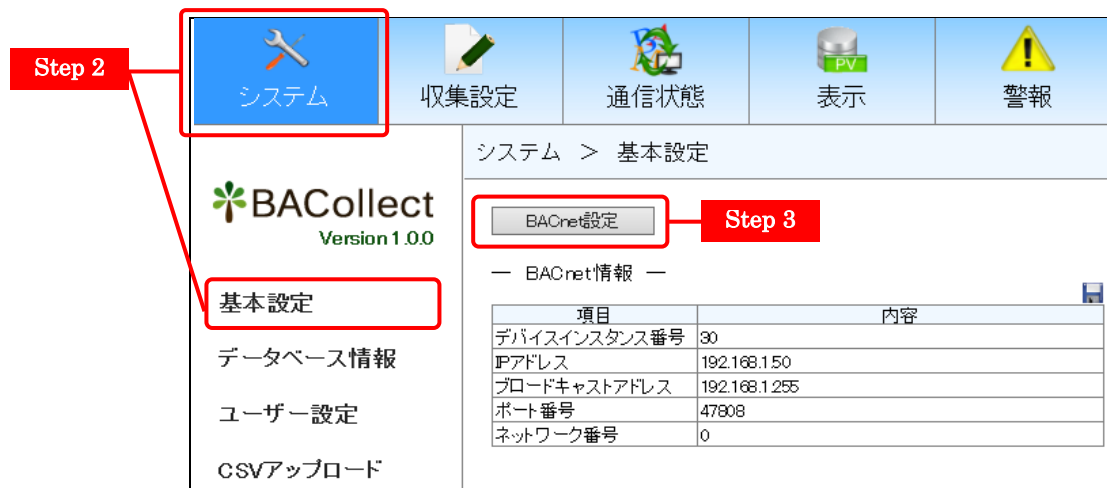 Step 2
システム
収集設定
通信状態
PV
表示
警報
システム ＞ 基本設定
BACollect
Version 1.0.0
BACnet設定
Step 3
ー BACnet情報 ー
基本設定
データベース情報
ユーザー設定
CSVアップロード
項目 内容
デバイスインスタンス番号 30
IPアドレス 192.168.1.50
ブロードキャストアドレス 192.168.1.255
ポート番号 47808
ネットワーク番号 0